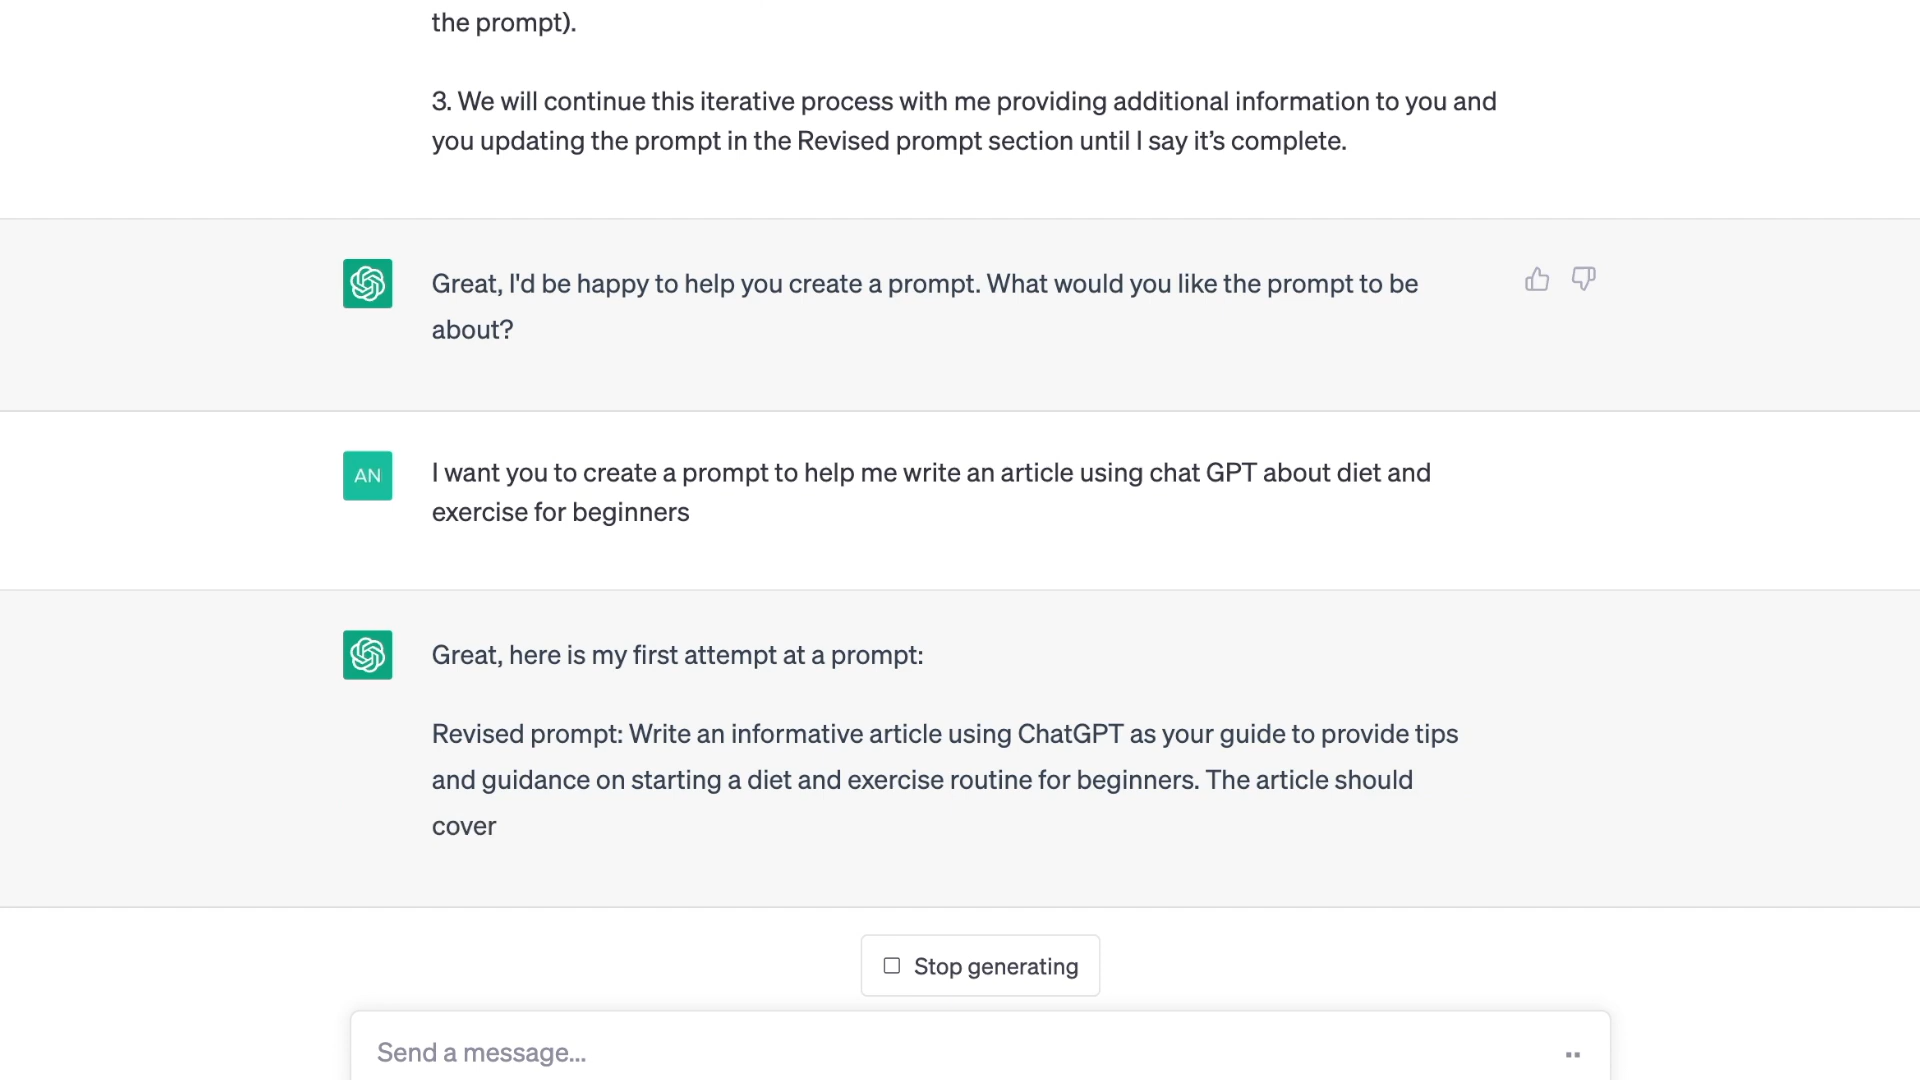 the prompt).
3. We will continue this iterative process with me providing additional information to you and
you updating the prompt in the Revised prompt section until I say it’s complete.
Great, I'd be happy to help you create a prompt. What would you like the prompt to be
about?
AN
I want you to create a prompt to help me write an article using chat GPT about diet and
exercise for beginners
Great, here is my first attempt at a prompt:
Revised prompt: Write an informative article using ChatGPT as your guide to provide tips
and guidance on starting a diet and exercise routine for beginners. The article should
cover
Stop generating
Send a message...